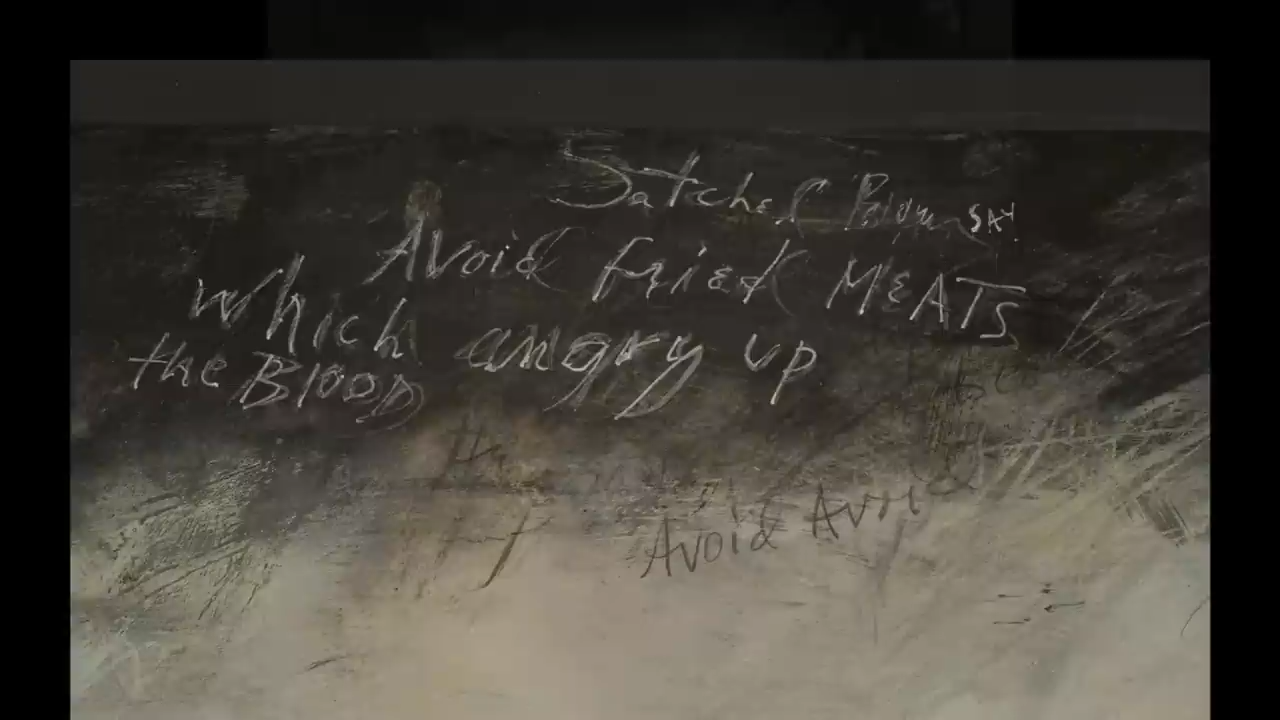 Satchel
SAY
Avoid fried MEATS
which angry up
the BlOOD
Avoid